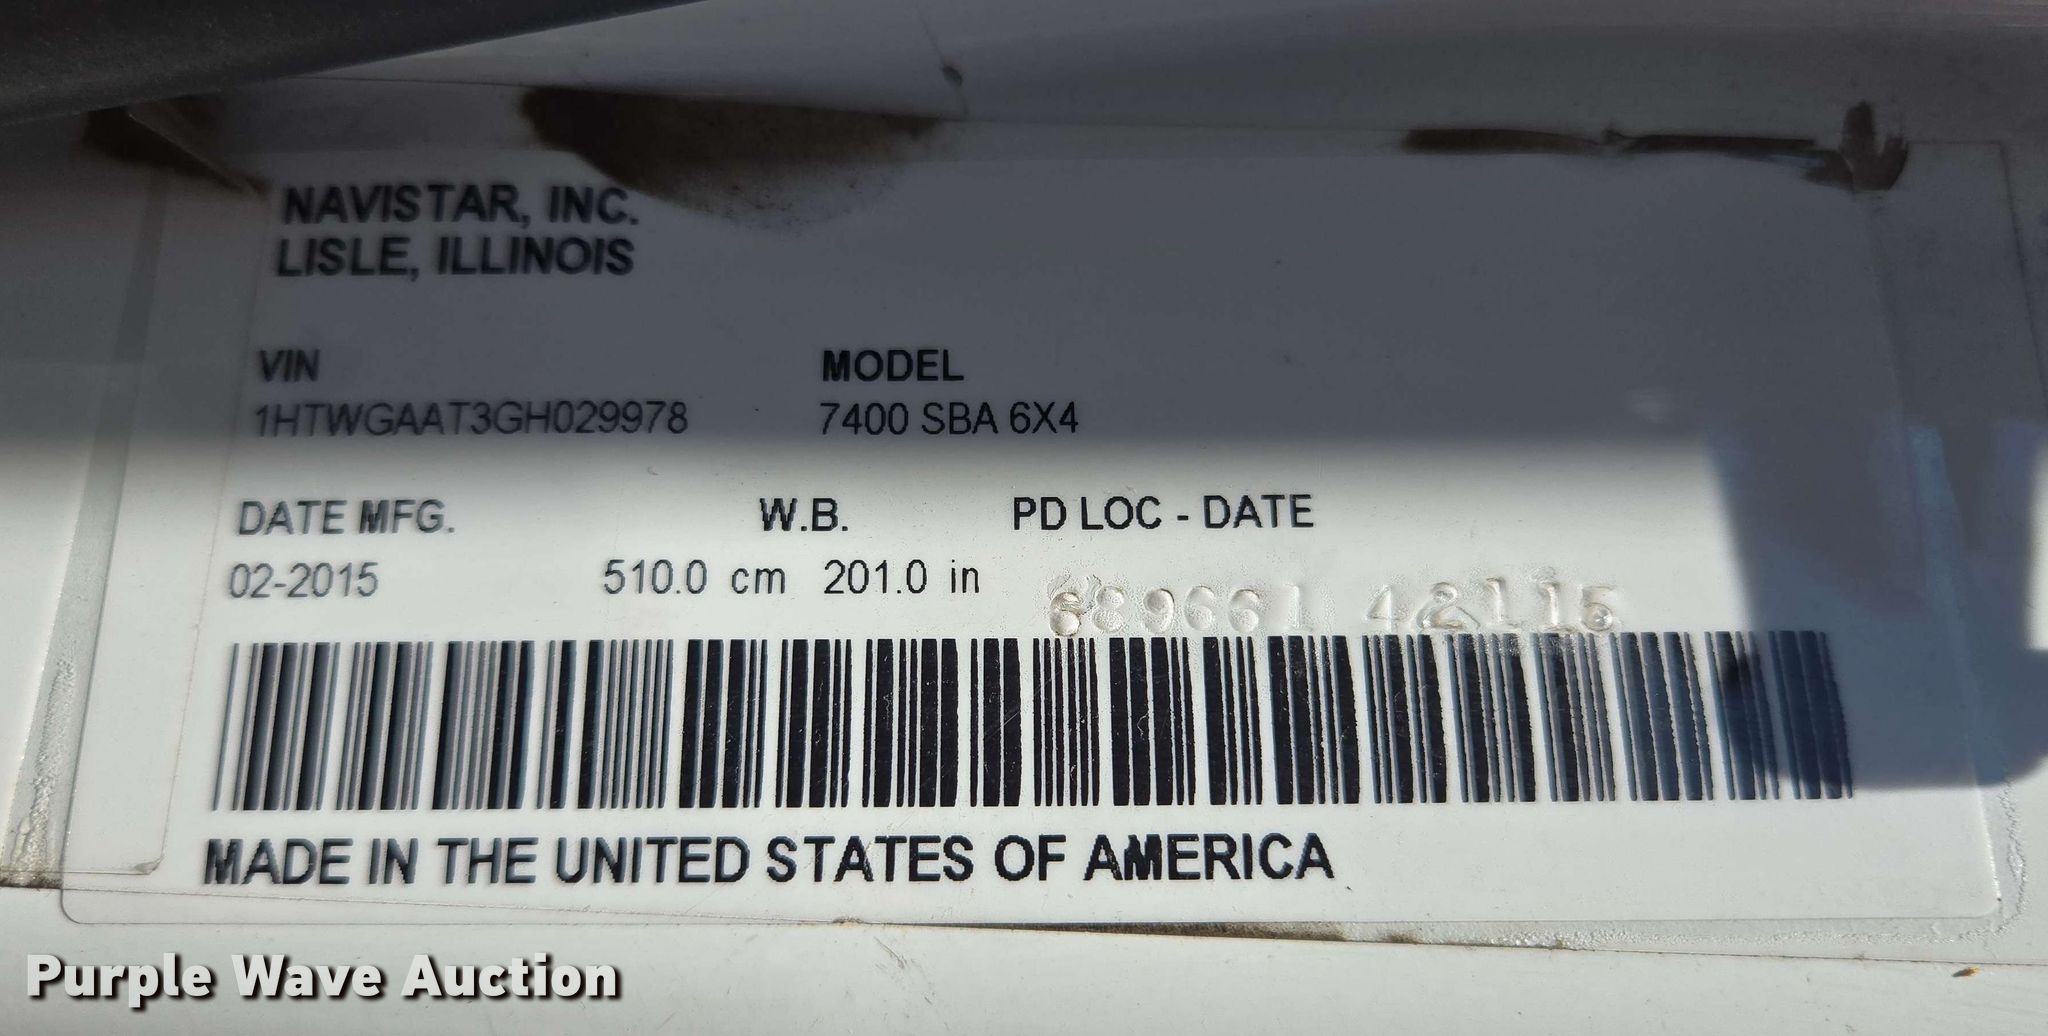 NAVISTAR, INC.
LISLE, ILLINOIS
VIN MODEL
1HTWGAAT3GH029978 7400 SBA 6X4
DATE MFG. W.B. PD LOC - DATE
02-2015 510.0 cm 201.0 in 689661 42115
MADE IN THE UNITED STATES OF AMERICA
Purple Wave Auction